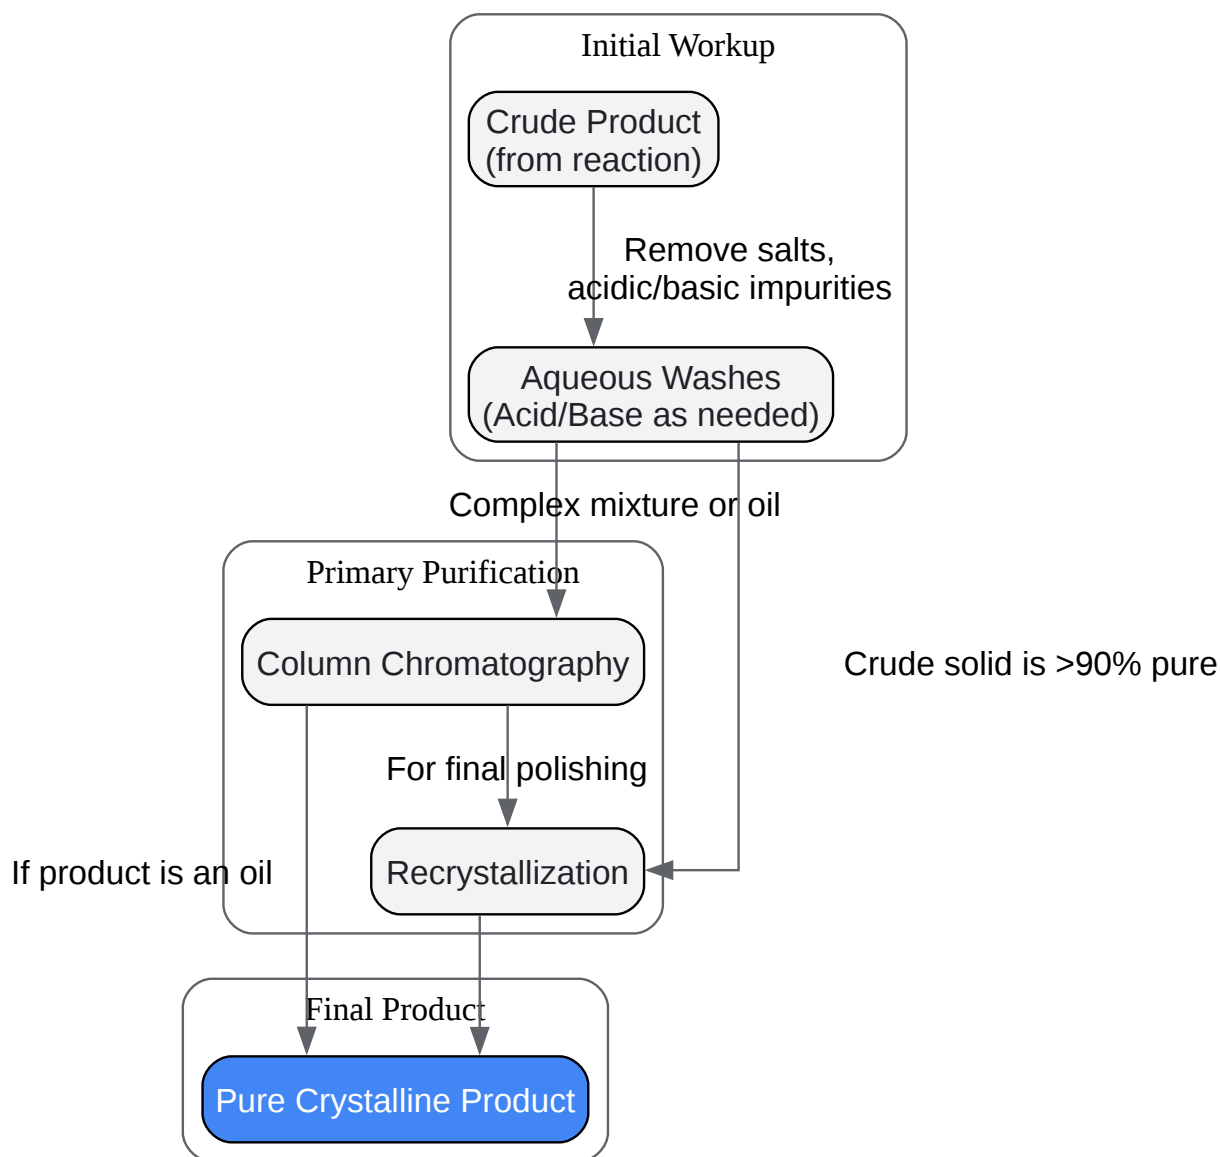 Initial Workup
Crude Product
(from reaction)
Remove salts,
acidic/basic impurities
Aqueous Washes
(Acid/Base as needed)
Complex mixture or oil
Primary Purification
Column Chromatography
Crude solid is >90% pure
For final polishing
If product is an oil
Recrystallization
Final Product
Pure Crystalline Product